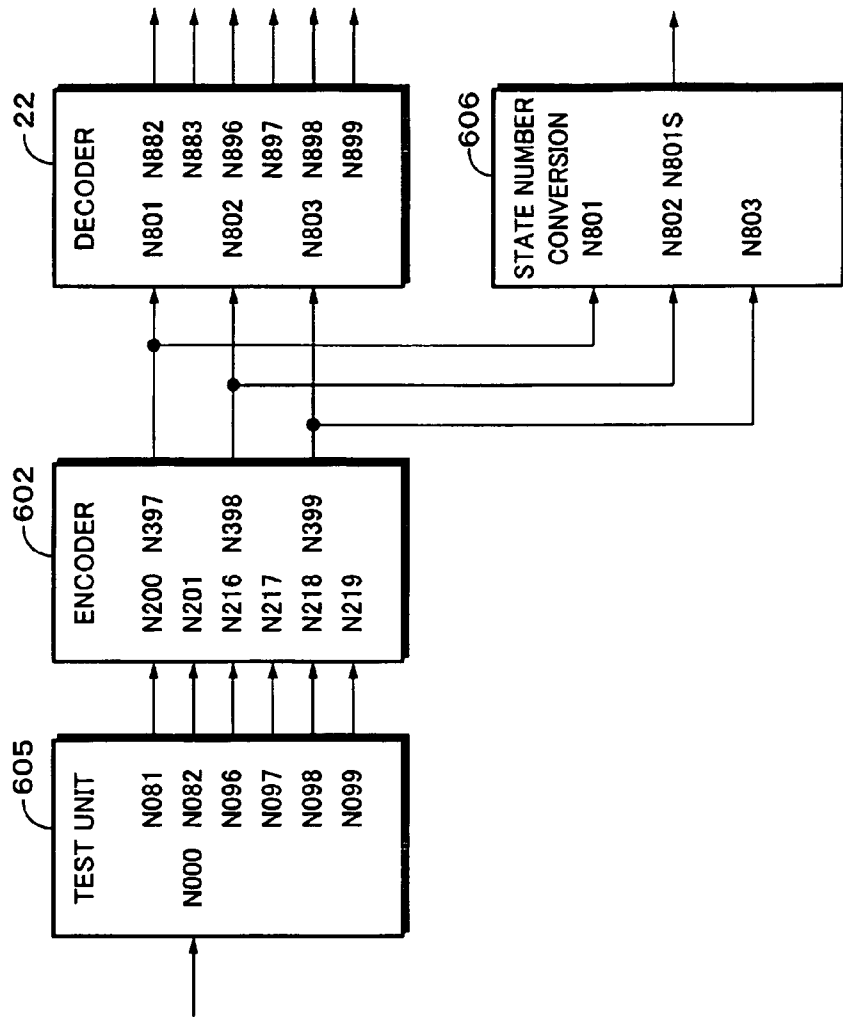 605
TEST UNIT
N081
N000 N082
N096
N097
N098
N099
602
ENCODER
N200 N397
N201
N216 N398
N217
N218 N399
N219
22
DECODER
N801 N882
N883
N802 N896
N897
N803 N898
N899
606
STATE NUMBER
CONVERSION
N801
N802 N801S
N803